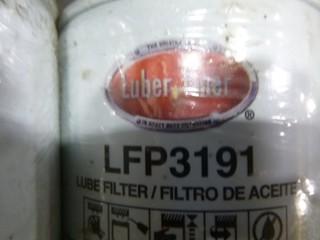 Luber-finer
®
LFP3191
LUBE FILTER / FILTRO DE ACEITE